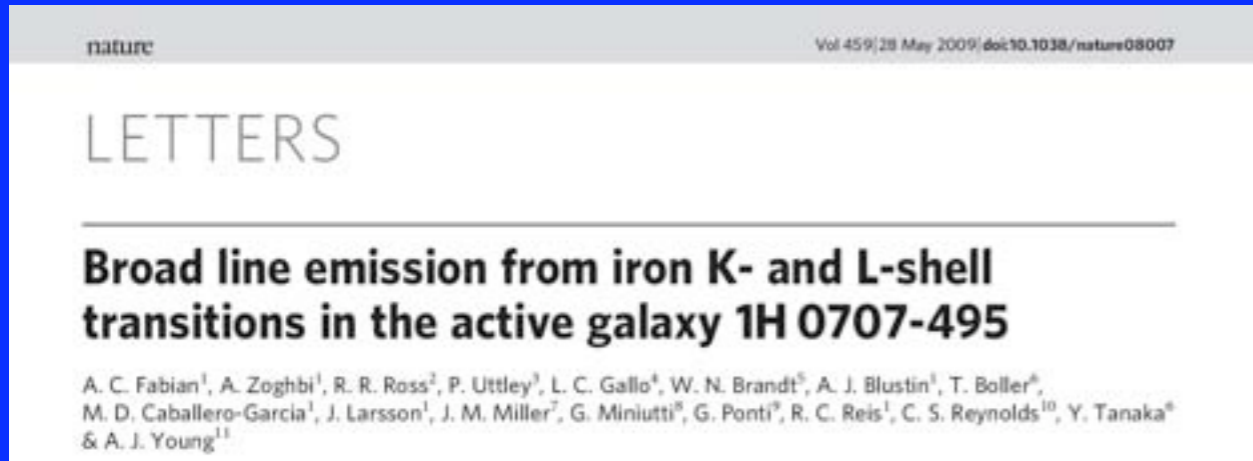 nature
Vol 459|28 May 2009|doi:10.1038/nature08007
LETTERS
Broad line emission from iron K- and L-shell
transitions in the active galaxy 1H 0707-495
A. C. Fabian¹, A. Zoghbi¹, R. R. Ross², P. Uttley³, L. C. Gallo⁴, W. N. Brandt⁵, A. J. Blustin¹, T. Boller⁶,
M. D. Caballero-Garcia¹, J. Larsson¹, J. M. Miller⁷, G. Miniutti⁸, G. Ponti⁹, R. C. Reis¹, C. S. Reynolds¹⁰, Y. Tanaka⁶
& A. J. Young¹¹